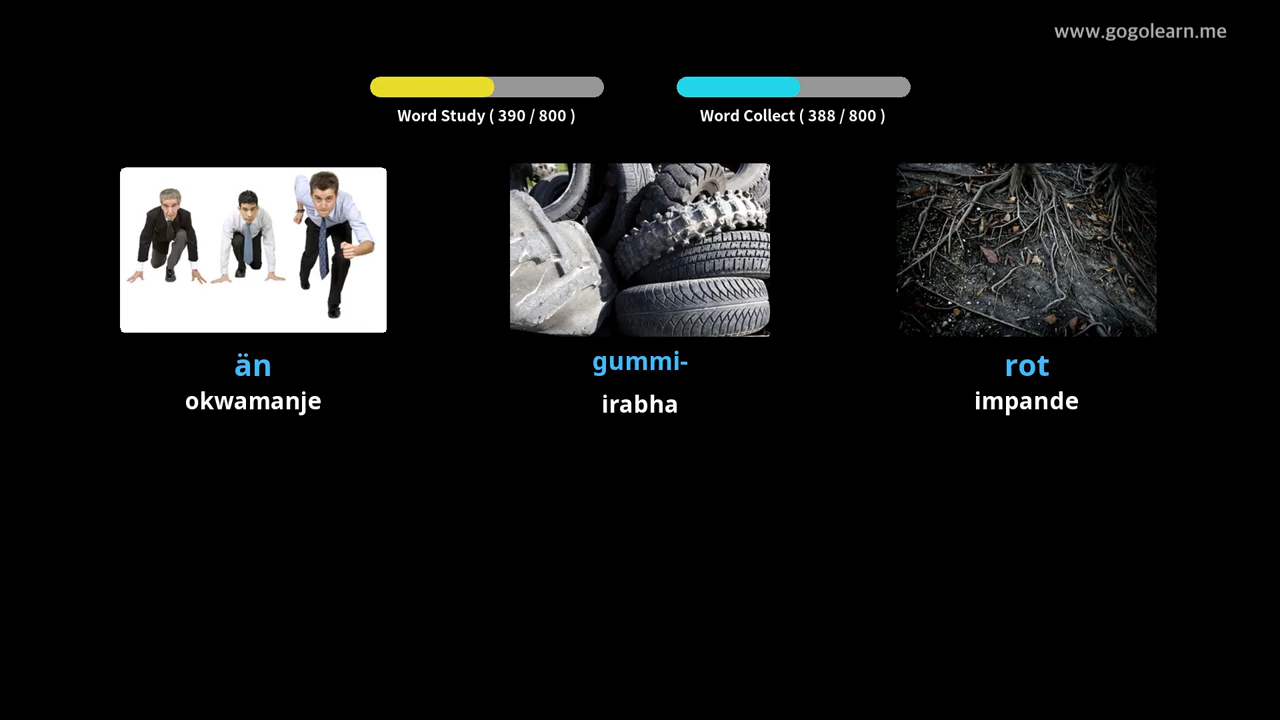 www.gogolearn.me
Word Study ( 390 / 800 )
Word Collect ( 388 / 800 )
än
okwamanje
gummi-
irabha
rot
impande